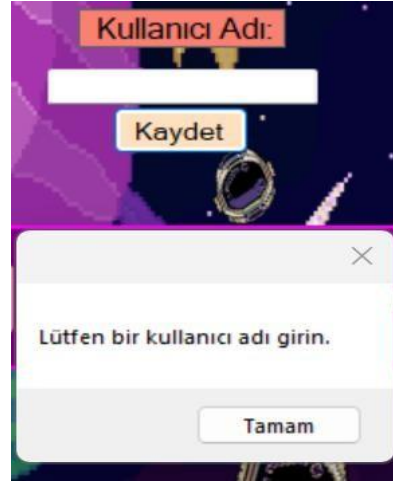 Kullanıcı Adı:
Kaydet
Lütfen bir kullanıcı adı girin.
Tamam